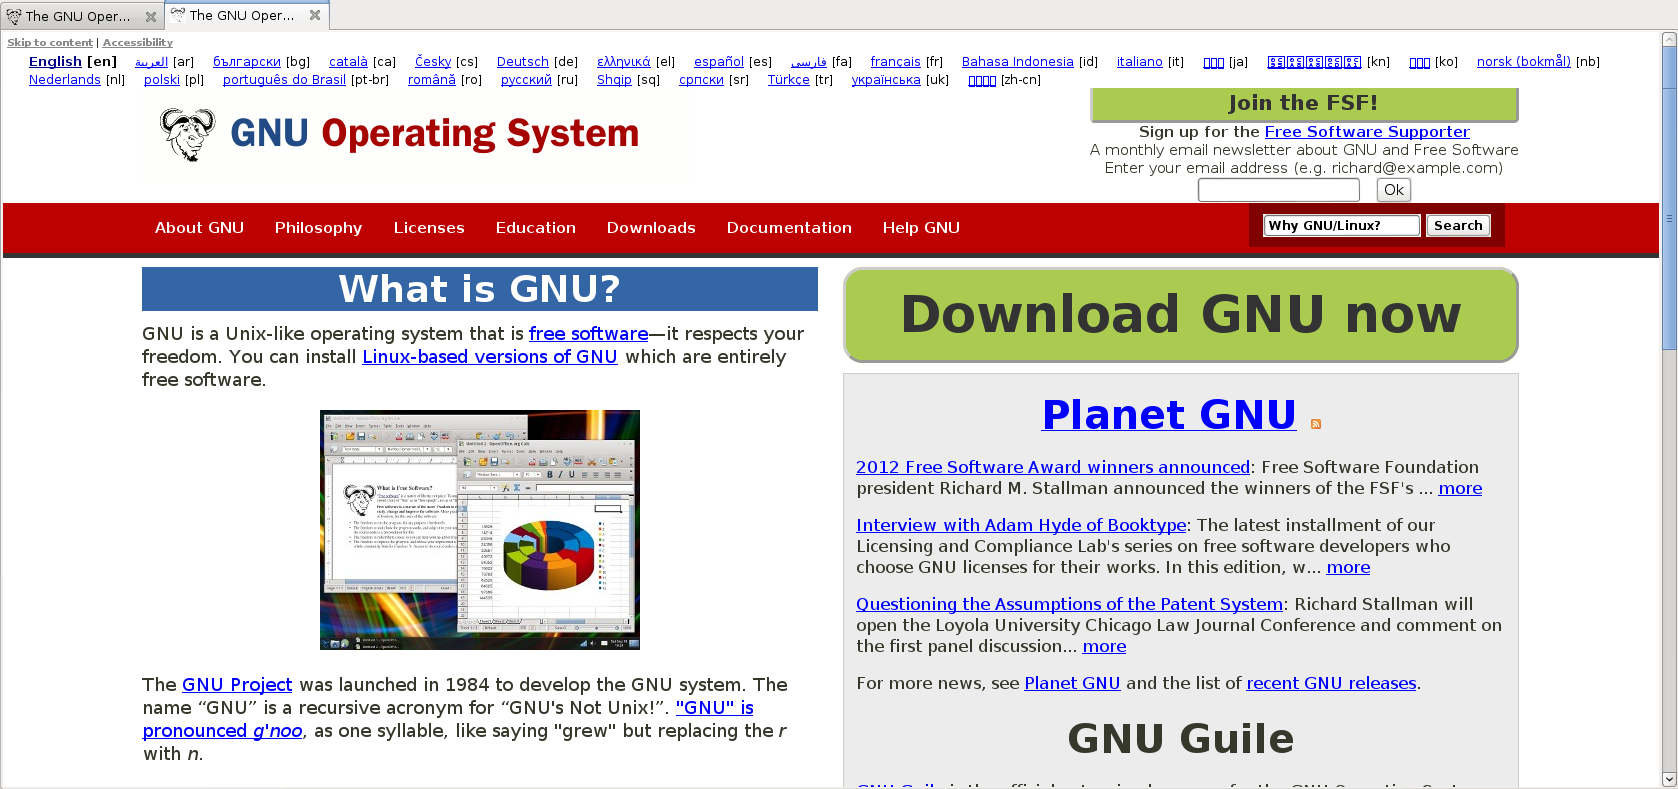 The GNU Oper...
The GNU Oper...
Skip to content | Accessibility
English [en] العربية [ar] български [bg] català [ca] Česky [cs] Deutsch [de] ελληνικά [el] español [es] فارسی [fa] français [fr] Bahasa Indonesia [id] italiano [it] [ja] [kn] [ko] norsk (bokmål) [nb]
Nederlands [nl] polski [pl] português do Brasil [pt-br] română [ro] русский [ru] Shqip [sq] српски [sr] Türkçe [tr] українська [uk] [zh-cn]
GNU Operating System
Join the FSF!
Sign up for the Free Software Supporter
A monthly email newsletter about GNU and Free Software
Enter your email address (e.g. richard@example.com)
Ok
About GNU Philosophy Licenses Education Downloads Documentation Help GNU
Why GNU/Linux? Search
What is GNU?
GNU is a Unix-like operating system that is free software—it respects your
freedom. You can install Linux-based versions of GNU which are entirely
free software.
What is Free Software?
The GNU Project was launched in 1984 to develop the GNU system. The
name “GNU” is a recursive acronym for “GNU's Not Unix!”. "GNU" is
pronounced g'noo, as one syllable, like saying "grew" but replacing the r
with n.
Download GNU now
Planet GNU
2012 Free Software Award winners announced: Free Software Foundation
president Richard M. Stallman announced the winners of the FSF's ... more
Interview with Adam Hyde of Booktype: The latest installment of our
Licensing and Compliance Lab's series on free software developers who
choose GNU licenses for their works. In this edition, w... more
Questioning the Assumptions of the Patent System: Richard Stallman will
open the Loyola University Chicago Law Journal Conference and comment on
the first panel discussion... more
For more news, see Planet GNU and the list of recent GNU releases.
GNU Guile